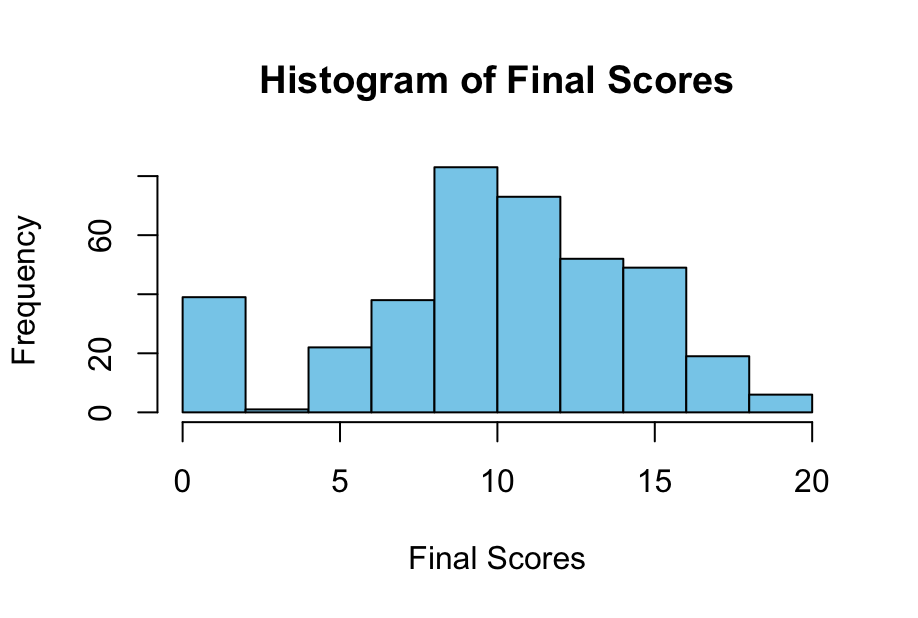 Histogram of Final Scores
Frequency
60
20
0
0 5 10 15 20
Final Scores